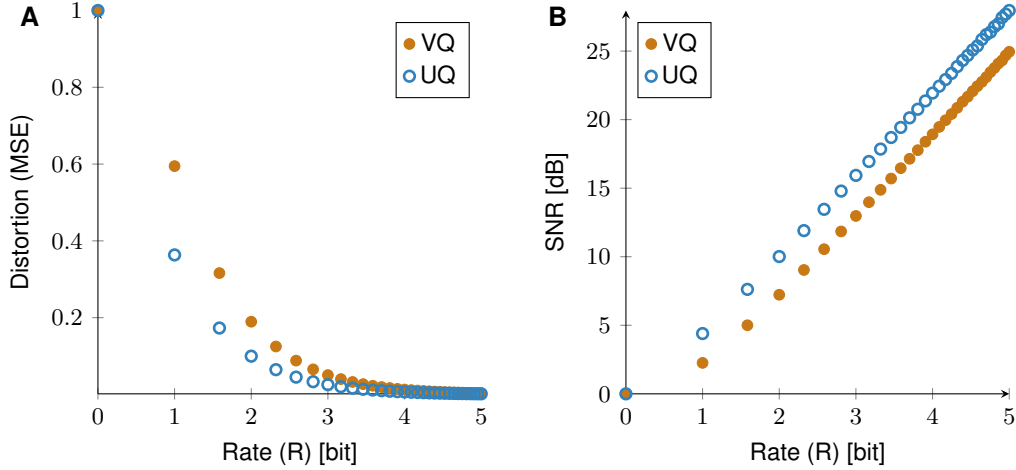 A
VQ
UQ
Distortion (MSE)
1
0.8
0.6
0.4
0.2
0 1 2 3 4 5
Rate (R) [bit]
B
VQ
UQ
SNR [dB]
25
20
15
10
5
0
0 1 2 3 4 5
Rate (R) [bit]